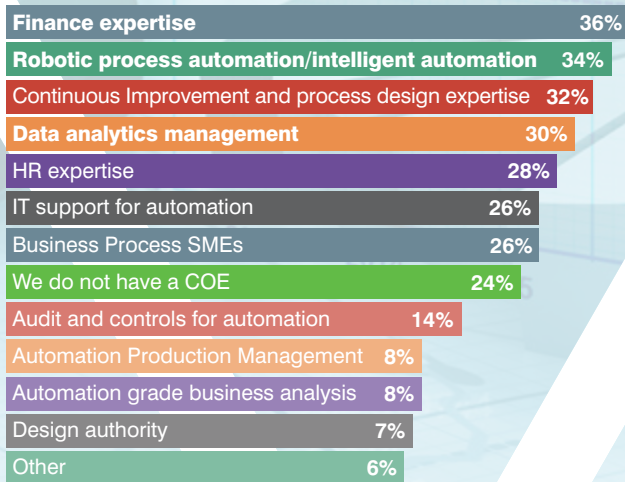 Finance expertise 36%
Robotic process automation/intelligent automation 34%
Continuous Improvement and process design expertise 32%
Data analytics management 30%
HR expertise 28%
IT support for automation 26%
Business Process SMEs 26%
We do not have a COE 24%
Audit and controls for automation 14%
Automation Production Management 8%
Automation grade business analysis 8%
Design authority 7%
Other 6%